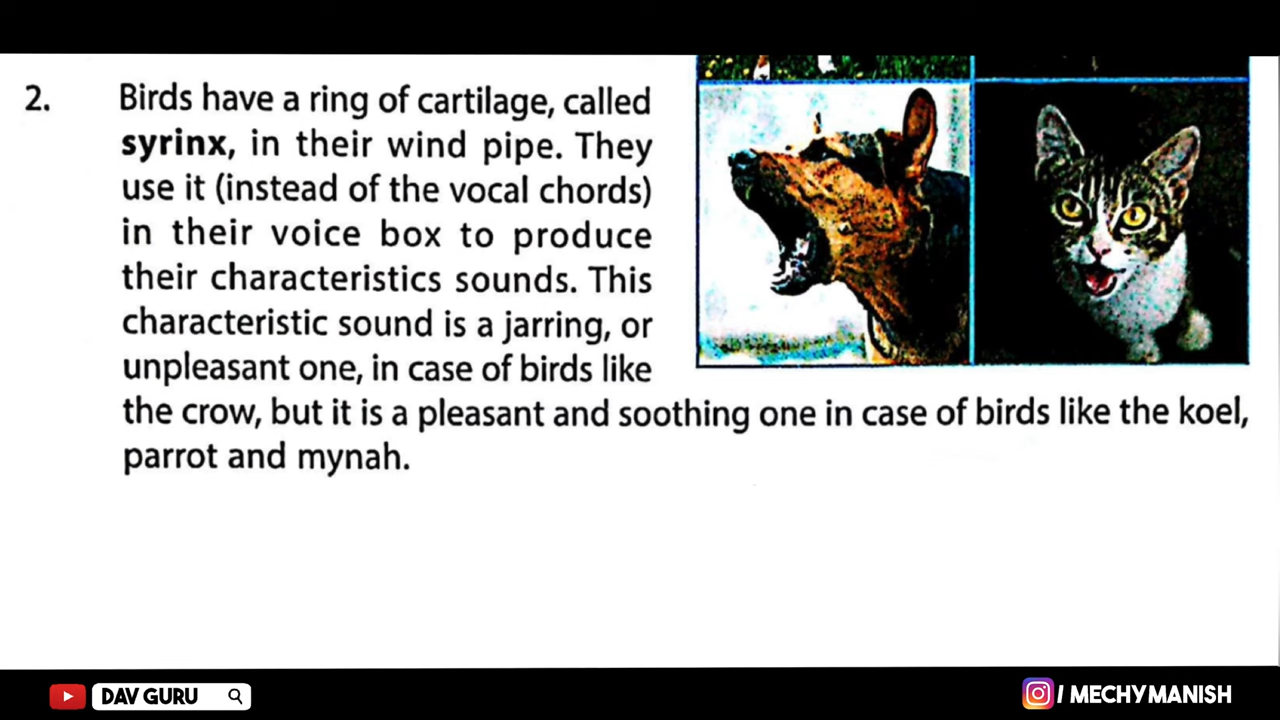 2. Birds have a ring of cartilage, called
syrinx, in their wind pipe. They
use it (instead of the vocal chords)
in their voice box to produce
their characteristics sounds. This
characteristic sound is a jarring, or
unpleasant one, in case of birds like
the crow, but it is a pleasant and soothing one in case of birds like the koel,
parrot and mynah.
DAV GURU
/ MECHYMANISH